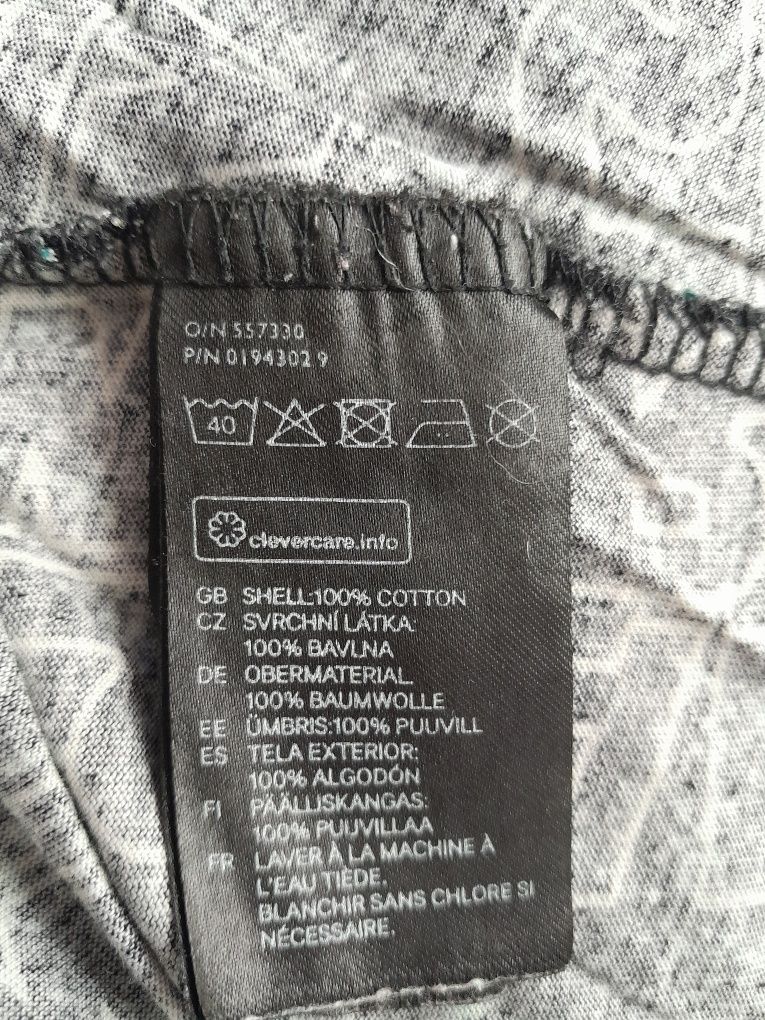 O/N 557330
P/N 0194302 9
40
clevercare.info
GB SHELL:100% COTTON
CZ SVRCHNÍ LÁTKA:
100% BAVLNA
DE OBERMATERIAL
100% BAUMWOLLE
EE ÜMBRIS:100% PUUVILL
ES TELA EXTERIOR:
100% ALGODÓN
FI PÄÄLLISKANGAS:
100% PUUVILLAA
FR LAVER À LA MACHINE À
L'EAU TIÈDE.
BLANCHIR SANS CHLORE SI
NÉCESSAIRE.